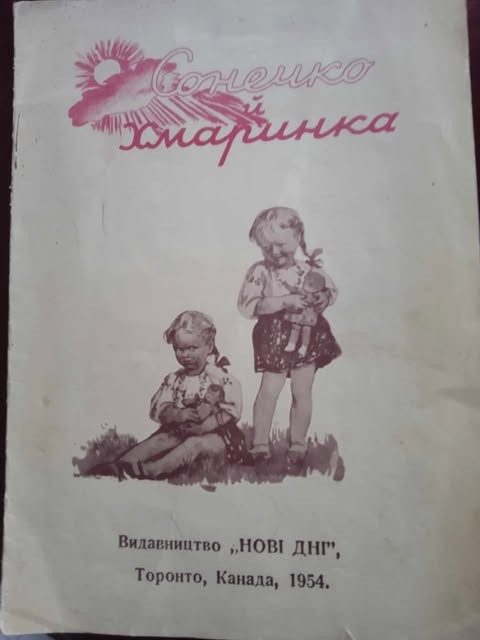 Сонечко
й
Хмаринка
Видавництво „НОВІ ДНІ”,
Торонто, Канада, 1954.